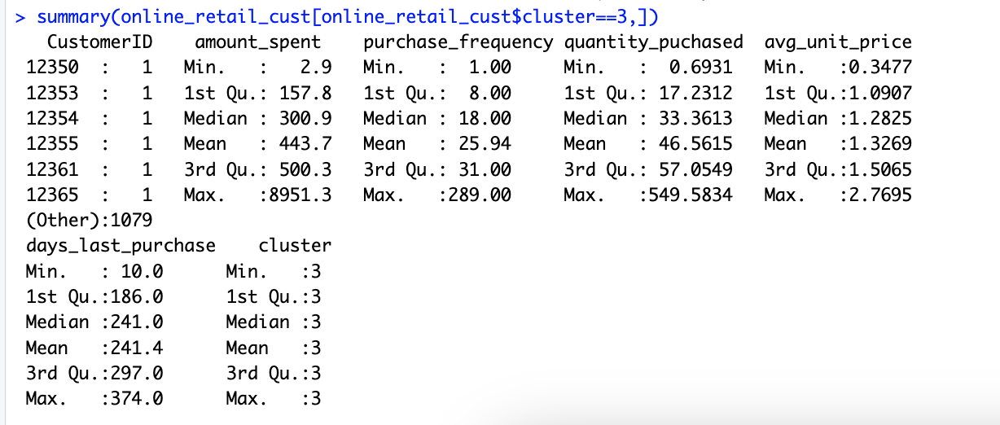 > summary(online_retail_cust[online_retail_cust$cluster==3,])
CustomerID amount_spent purchase_frequency quantity_puchased avg_unit_price
12350 : 1 Min. : 2.9 Min. : 1.00 Min. : 0.6931 Min. :0.3477
12353 : 1 1st Qu.: 157.8 1st Qu.: 8.00 1st Qu.: 17.2312 1st Qu.:1.0907
12354 : 1 Median : 300.9 Median : 18.00 Median : 33.3613 Median :1.2825
12355 : 1 Mean : 443.7 Mean : 25.94 Mean : 46.5615 Mean :1.3269
12361 : 1 3rd Qu.: 500.3 3rd Qu.: 31.00 3rd Qu.: 57.0549 3rd Qu.:1.5065
12365 : 1 Max. :8951.3 Max. :289.00 Max. :549.5834 Max. :2.7695
(Other):1079
days_last_purchase cluster
Min. : 10.0 Min. :3
1st Qu.:186.0 1st Qu.:3
Median :241.0 Median :3
Mean :241.4 Mean :3
3rd Qu.:297.0 3rd Qu.:3
Max. :374.0 Max. :3